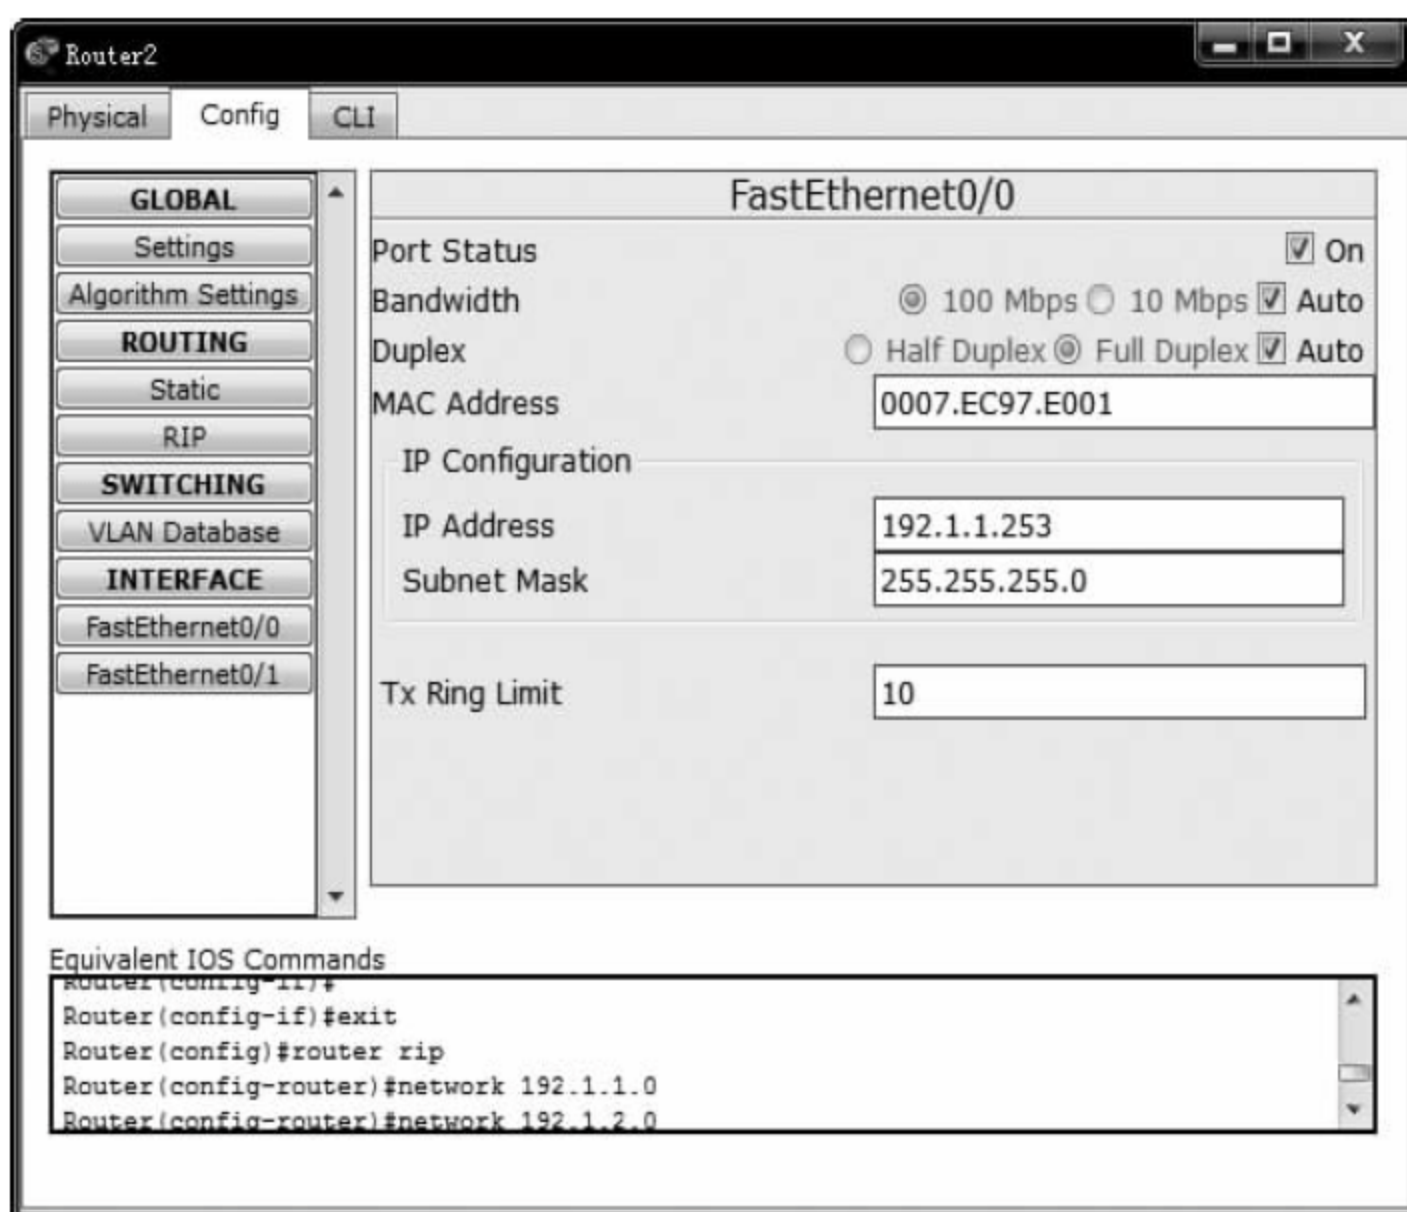 Router2
Physical Config CLI
GLOBAL
Settings
Algorithm Settings
ROUTING
Static
RIP
SWITCHING
VLAN Database
INTERFACE
FastEthernet0/0
FastEthernet0/1
FastEthernet0/0
Port Status On
Bandwidth 100 Mbps 10 Mbps Auto
Duplex Half Duplex Full Duplex Auto
MAC Address 0007.EC97.E001
IP Configuration
IP Address 192.1.1.253
Subnet Mask 255.255.255.0
Tx Ring Limit 10
Equivalent IOS Commands
Router(config-if)#
Router(config-if)#exit
Router(config)#router rip
Router(config-router)#network 192.1.1.0
Router(config-router)#network 192.1.2.0